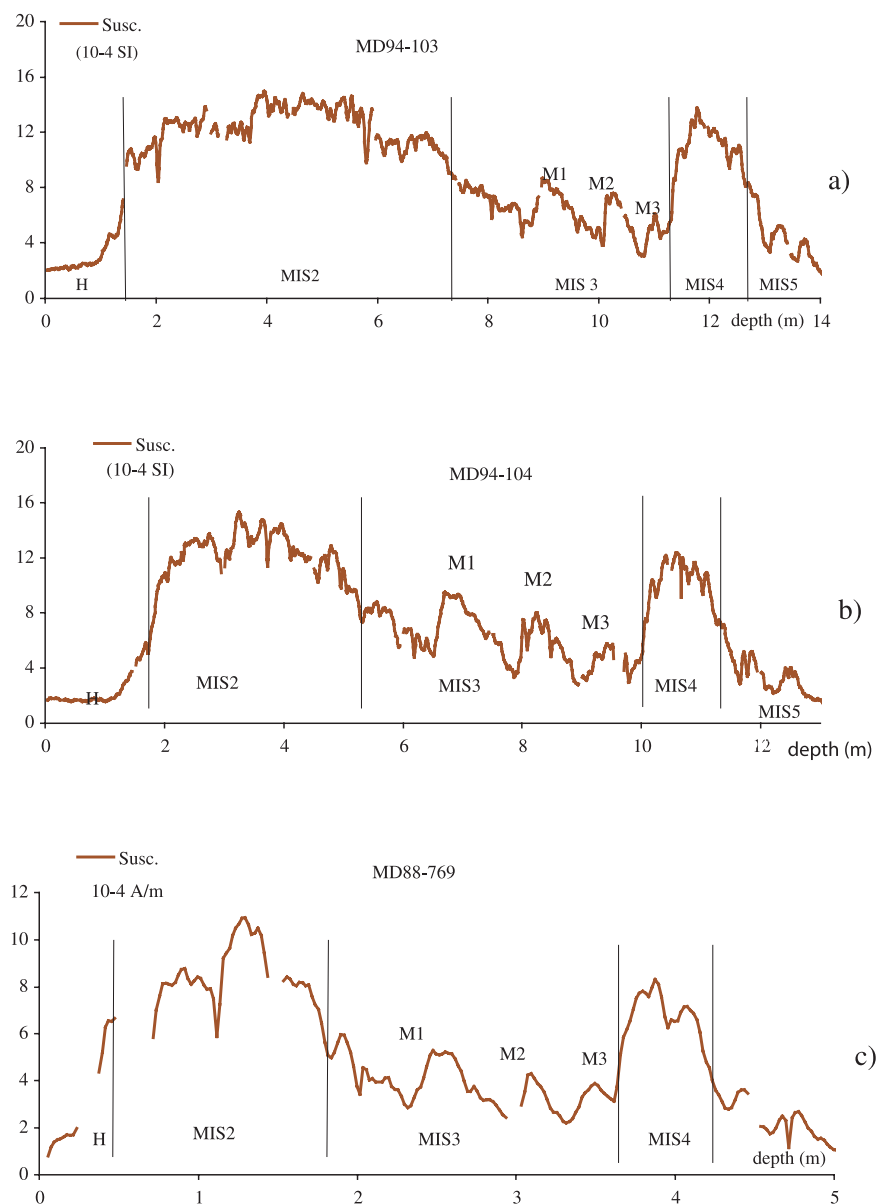 Susc.
(10-4 SI)
MD94-103
20
16
12
8
4
0
M1
M2
M3
a)
H
MIS2
MIS 3
MIS4
MIS5
0 2 4 6 8 10 12 depth (m) 14
Susc.
(10-4 SI)
MD94-104
20
16
12
8
4
0
M1
M2
M3
b)
H
MIS2
MIS3
MIS4
MIS5
0 2 4 6 8 10 12 depth (m)
Susc.
10-4 A/m
MD88-769
12
10
8
6
4
2
0
M1
M2
M3
c)
H
MIS2
MIS3
MIS4
depth (m)
0 1 2 3 4 5